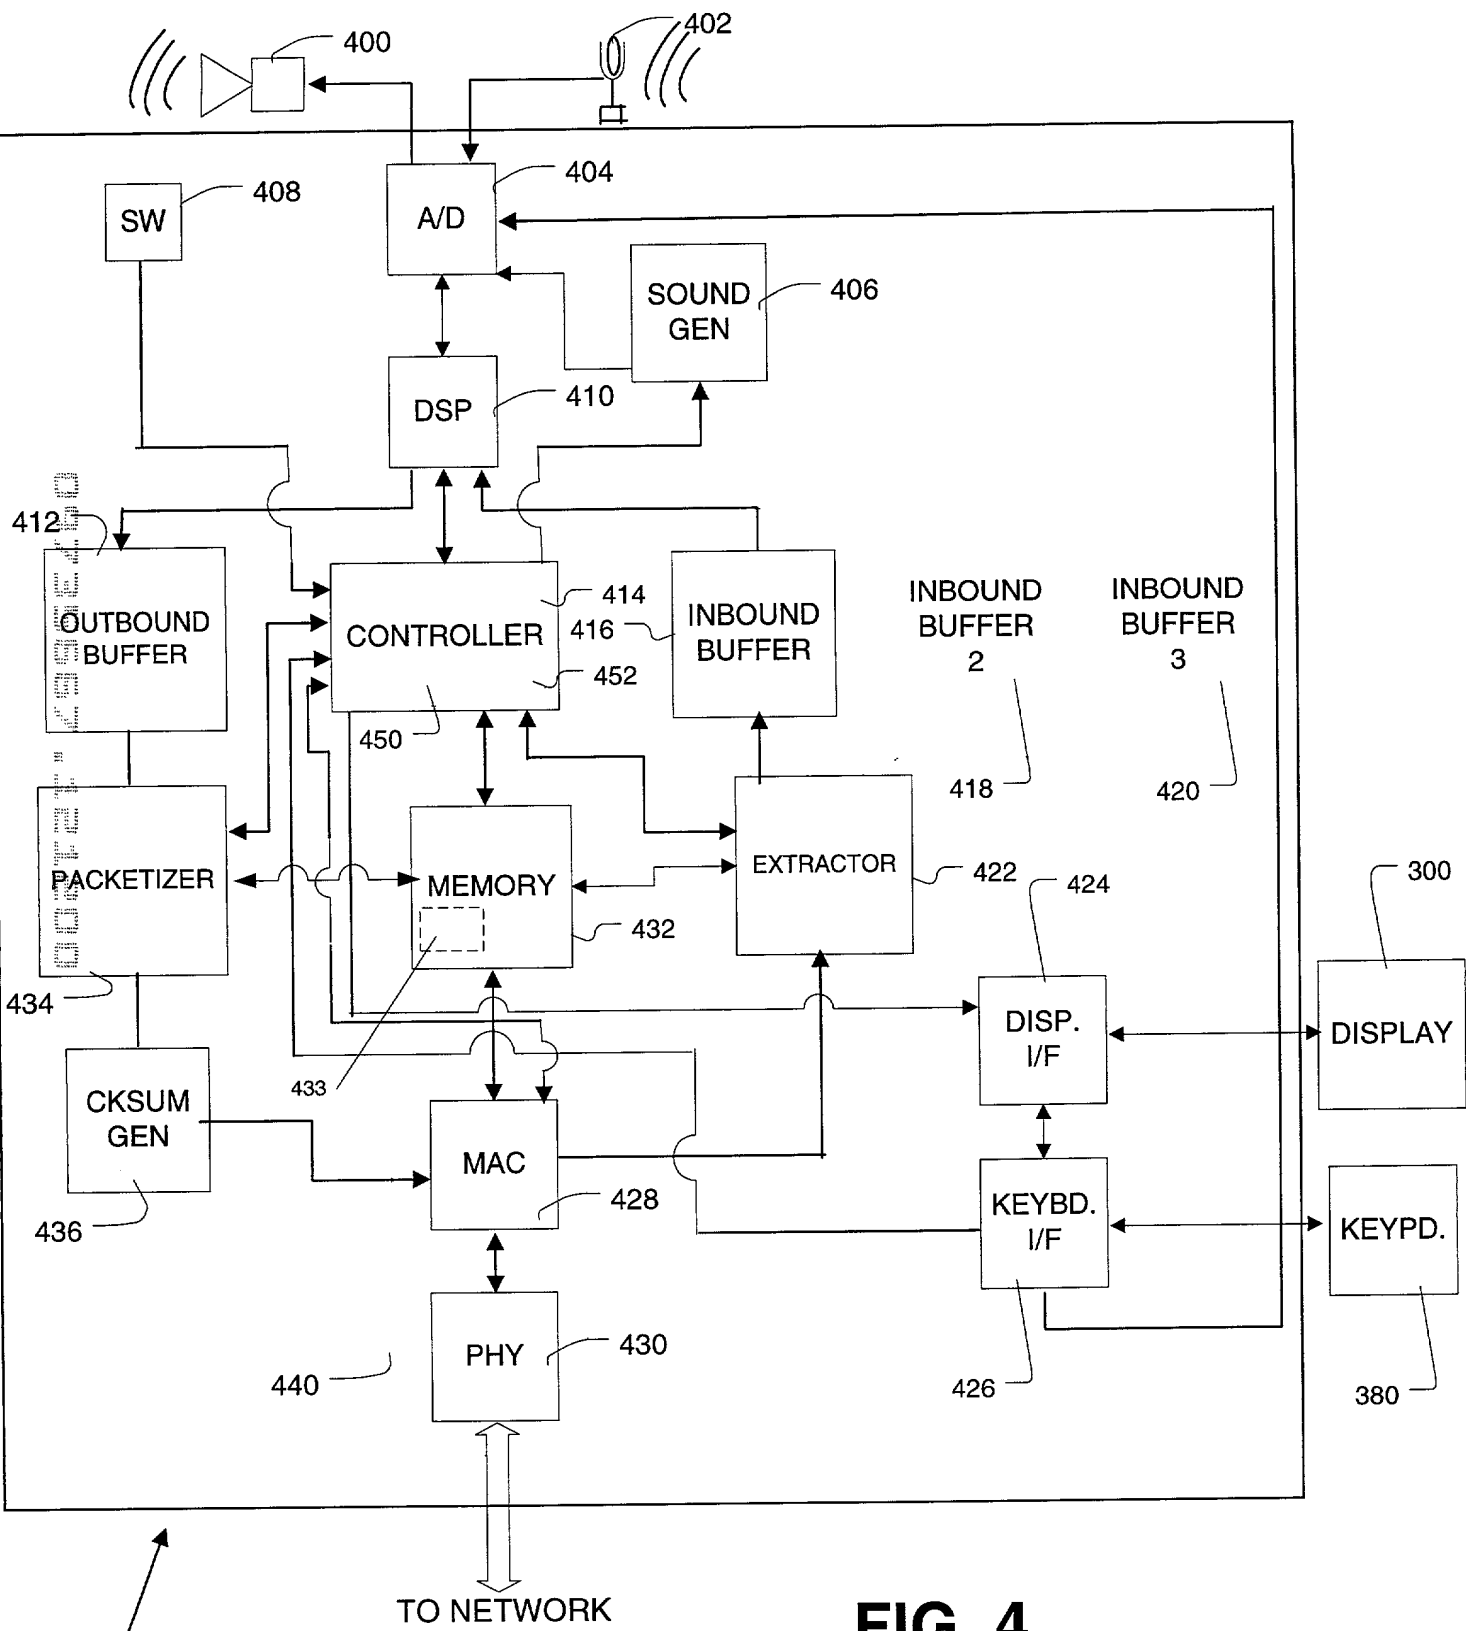 400
402
404
408
SW
A/D
SOUND
GEN
406
DSP
410
412
OUTBOUND
BUFFER
CONTROLLER
414
416
452
450
INBOUND
BUFFER
INBOUND
BUFFER
2
INBOUND
BUFFER
3
418
420
PACKETIZER
MEMORY
EXTRACTOR
422
424
300
432
434
433
DISP.
I/F
DISPLAY
CKSUM
GEN
MAC
428
436
KEYBD.
I/F
KEYPD.
PHY
430
440
426
380
TO NETWORK
FIG. 4